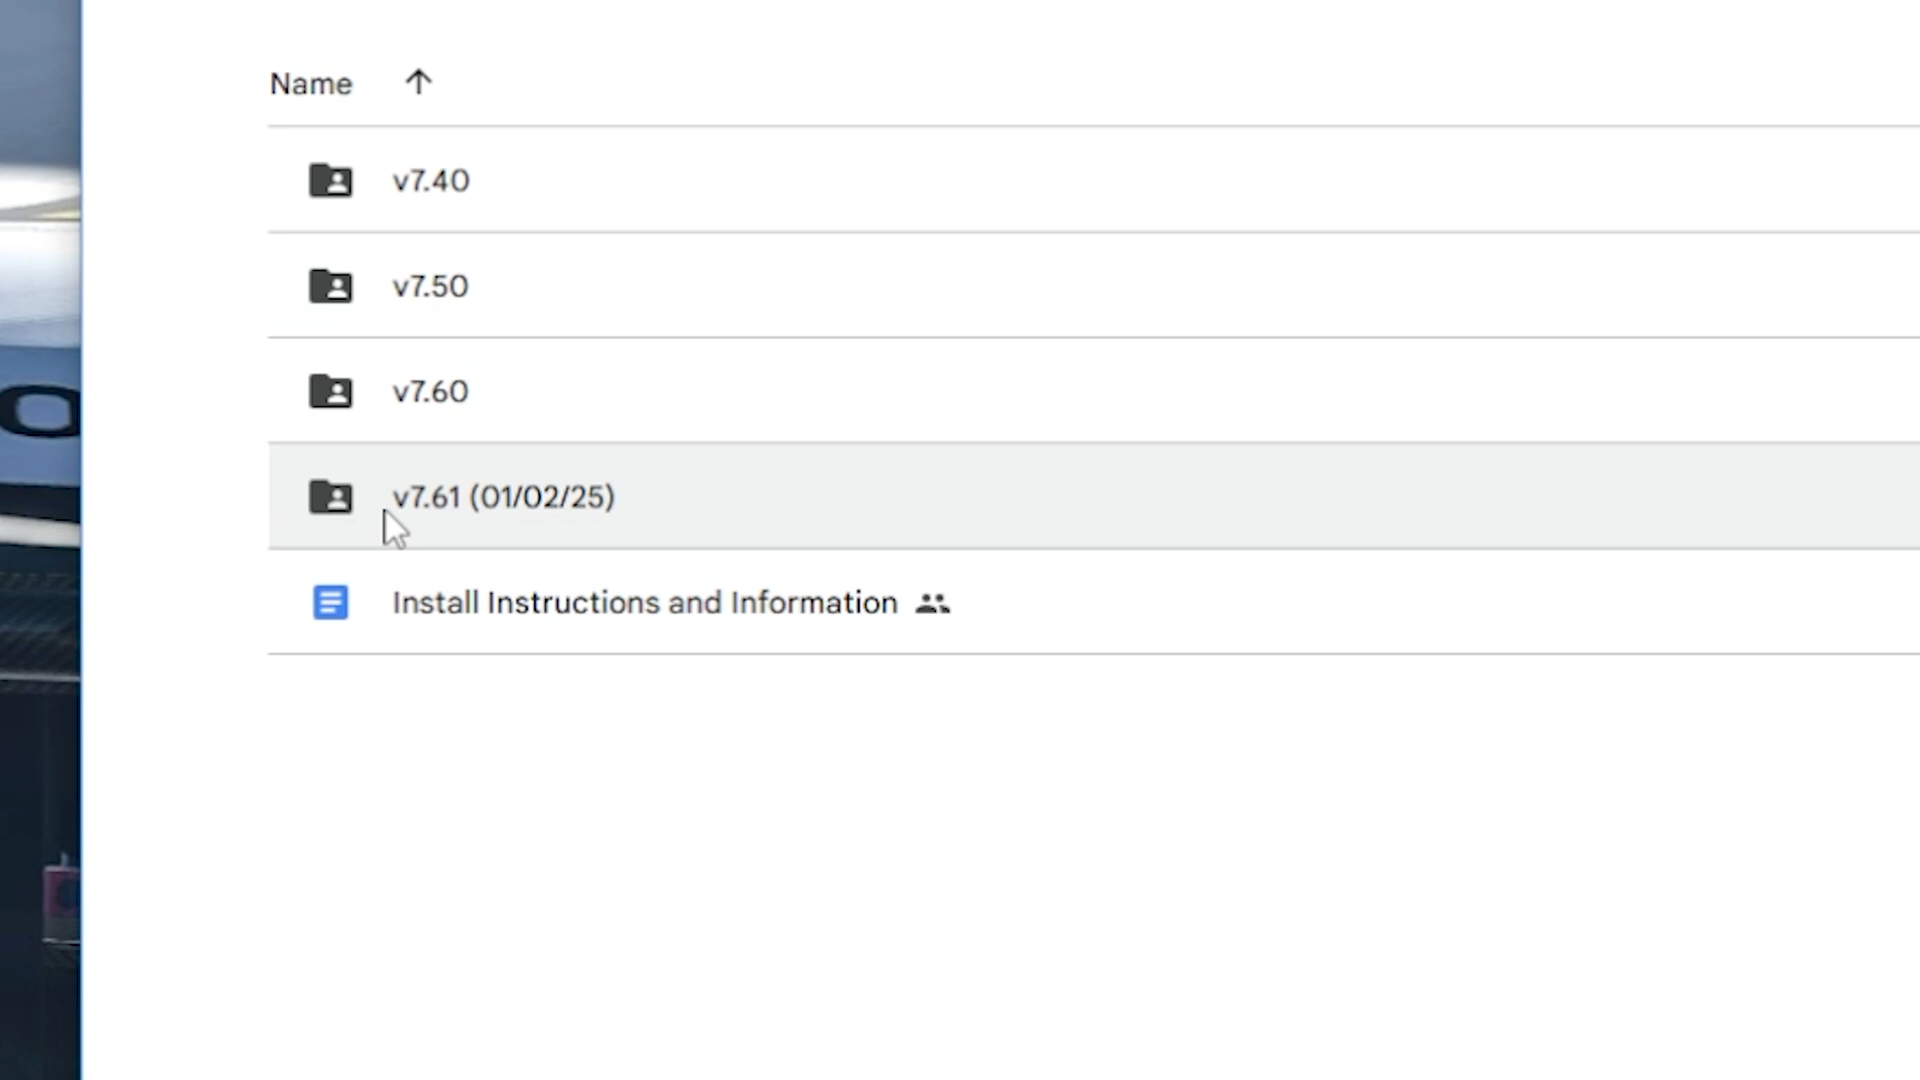 Name
v7.40
v7.50
v7.60
v7.61 (01/02/25)
Install Instructions and Information